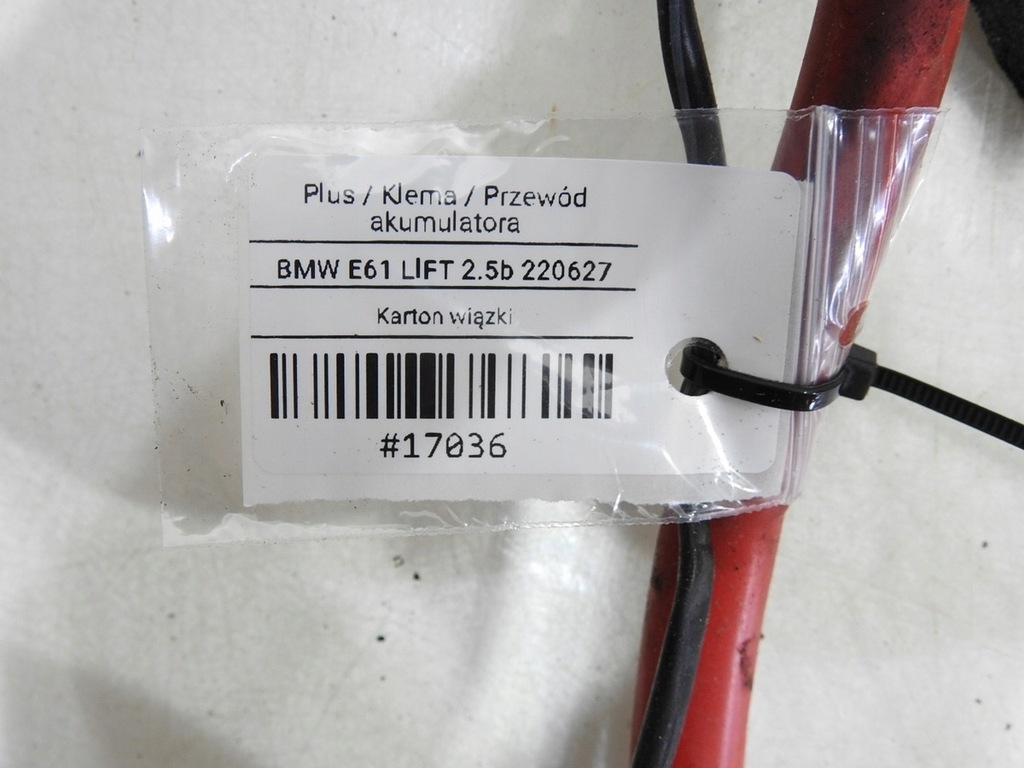 Plus / Klema / Przewód
akumulatora
BMW E61 LIFT 2.5b 220627
Karton wiązki
#17036